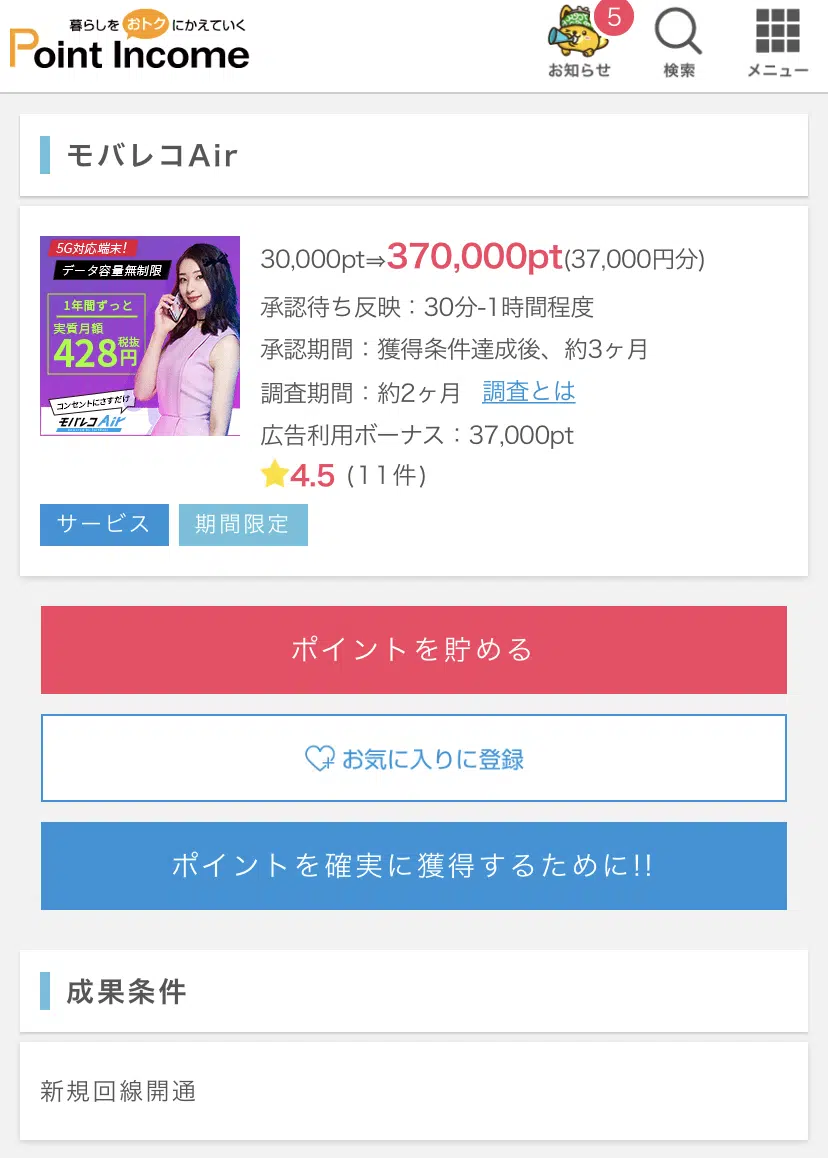 暮らしをおトクにかえていく
Point Income
5
お知らせ
検索
メニュー
モバレコAir
5G対応端末!
データ容量無制限
1年間ずっと
実質月額
428円税抜
コンセントにさすだけ
モバレコAir
30,000pt⇒370,000pt(37,000円分)
承認待ち反映：30分-1時間程度
承認期間：獲得条件達成後、約3ヶ月
調査期間：約2ヶ月 調査とは
広告利用ボーナス：37,000pt
4.5 (11件)
サービス
期間限定
ポイントを貯める
お気に入りに登録
ポイントを確実に獲得するために!!
成果条件
新規回線開通